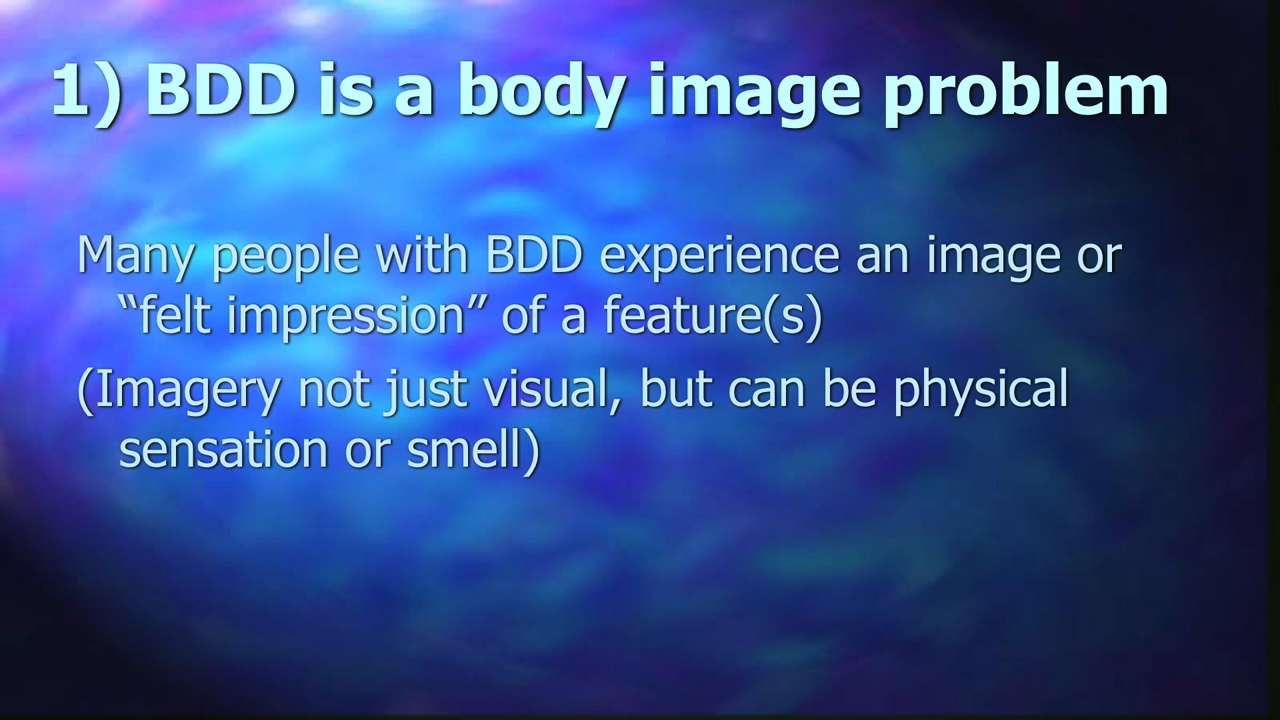 1) BDD is a body image problem
Many people with BDD experience an image or
“felt impression” of a feature(s)
(Imagery not just visual, but can be physical
sensation or smell)